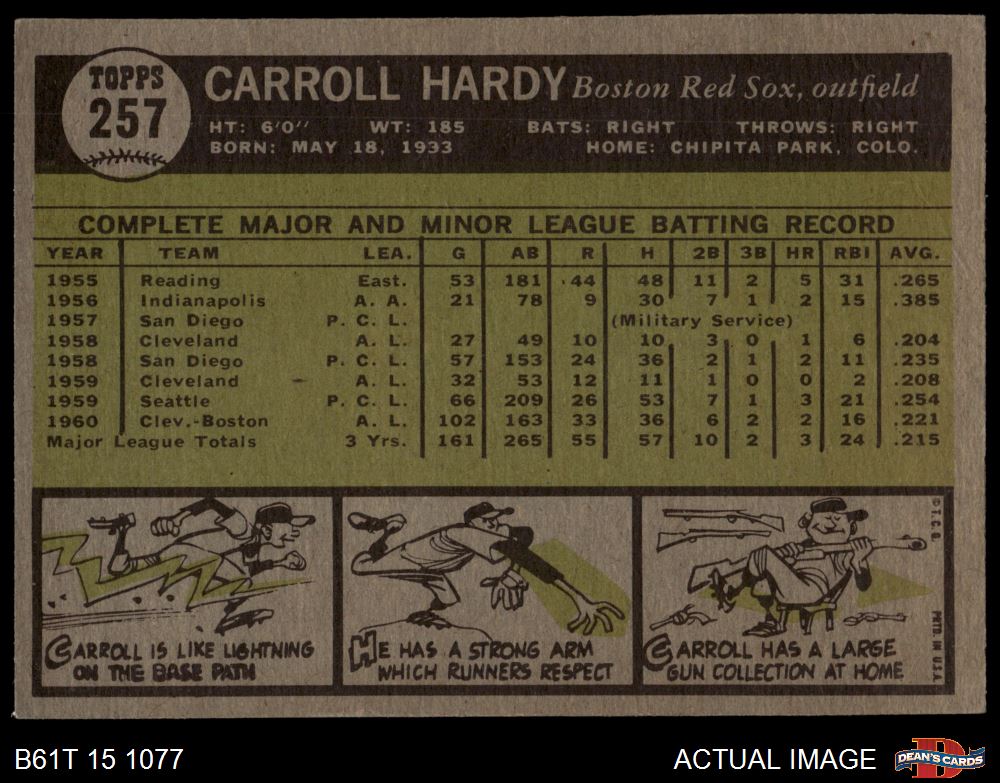 TOPPS
257
CARROLL HARDY Boston Red Sox, outfield
HT: 6'0" WT: 185 BATS: RIGHT THROWS: RIGHT
BORN: MAY 18, 1933 HOME: CHIPITA PARK, COLO.
COMPLETE MAJOR AND MINOR LEAGUE BATTING RECORD
YEAR TEAM LEA. G AB R H 2B 3B HR RBI AVG.
1955 Reading East. 53 181 44 48 11 2 5 31 .265
1956 Indianapolis A. A. 21 78 9 30 7 1 2 15 .385
1957 San Diego P. C. L. (Military Service)
1958 Cleveland A. L. 27 49 10 10 3 0 1 6 .204
1958 San Diego P. C. L. 57 153 24 36 2 1 2 11 .235
1959 Cleveland A. L. 32 53 12 11 1 0 0 2 .208
1959 Seattle P. C. L. 66 209 26 53 7 1 3 21 .254
1960 Clev.-Boston A. L. 102 163 33 36 6 2 2 16 .221
Major League Totals 3 Yrs. 161 265 55 57 10 2 3 24 .215
CARROLL IS LIKE LIGHTNING
ON THE BASE PATH
HE HAS A STRONG ARM
WHICH RUNNERS RESPECT
CARROLL HAS A LARGE
GUN COLLECTION AT HOME
© T. C. G.
PRTD. IN U.S.A.
B61T 15 1077
ACTUAL IMAGE
DEAN'S CARDS